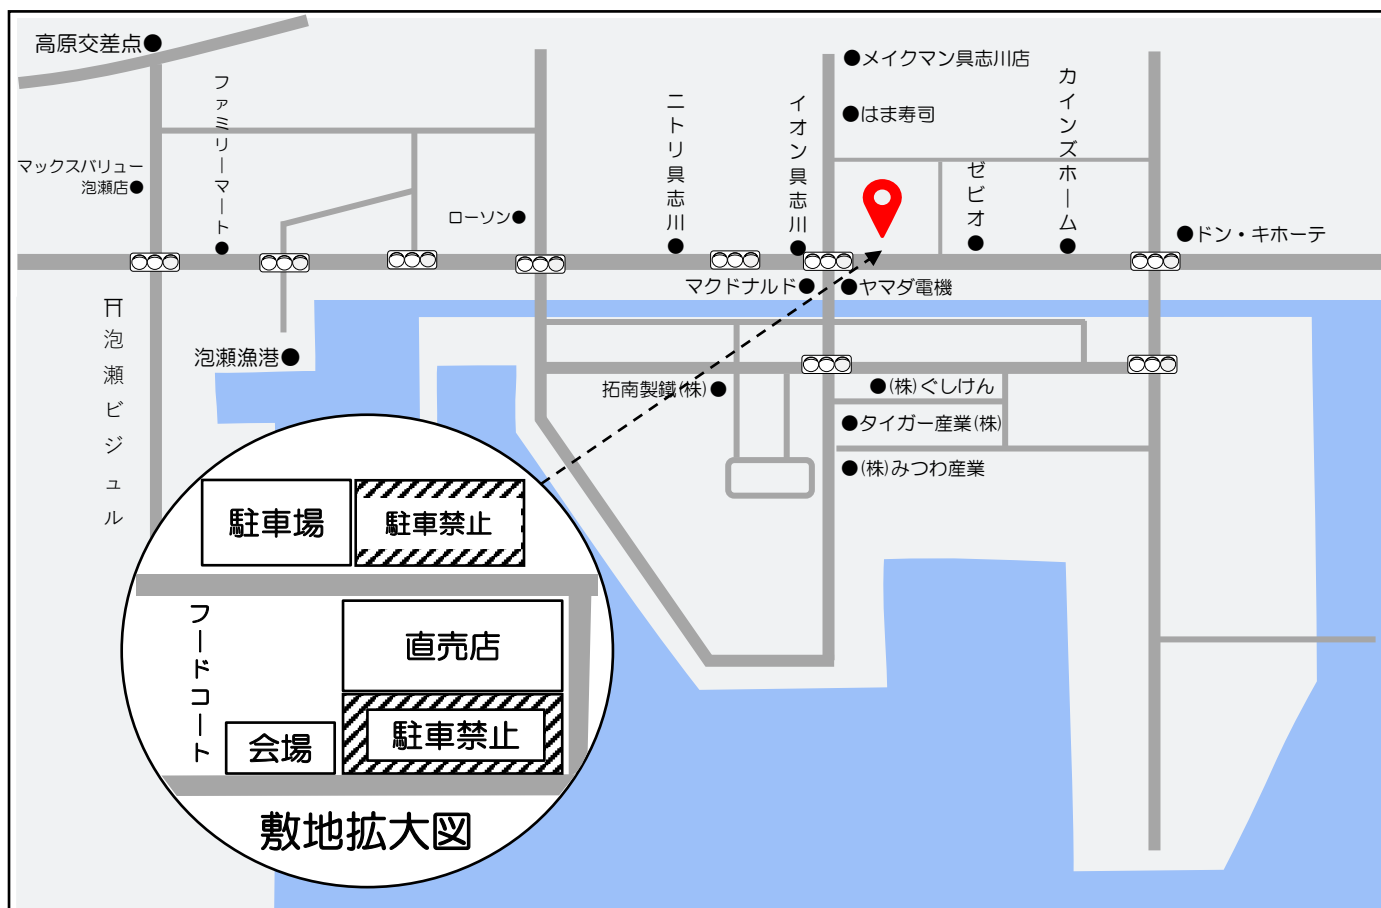 高原交差点
ファミリーマート
マックスバリュー
泡瀬店
ローソン
ニトリ具志川
イオン具志川
メイクマン具志川店
はま寿司
ゼビオ
カインズホーム
ドン・キホーテ
マクドナルド
ヤマダ電機
泡瀬ビジュル
泡瀬漁港
拓南製鐵(株)
(株)ぐしけん
タイガー産業(株)
(株)みつわ産業
駐車場
駐車禁止
フードコート
直売店
会場
駐車禁止
敷地拡大図